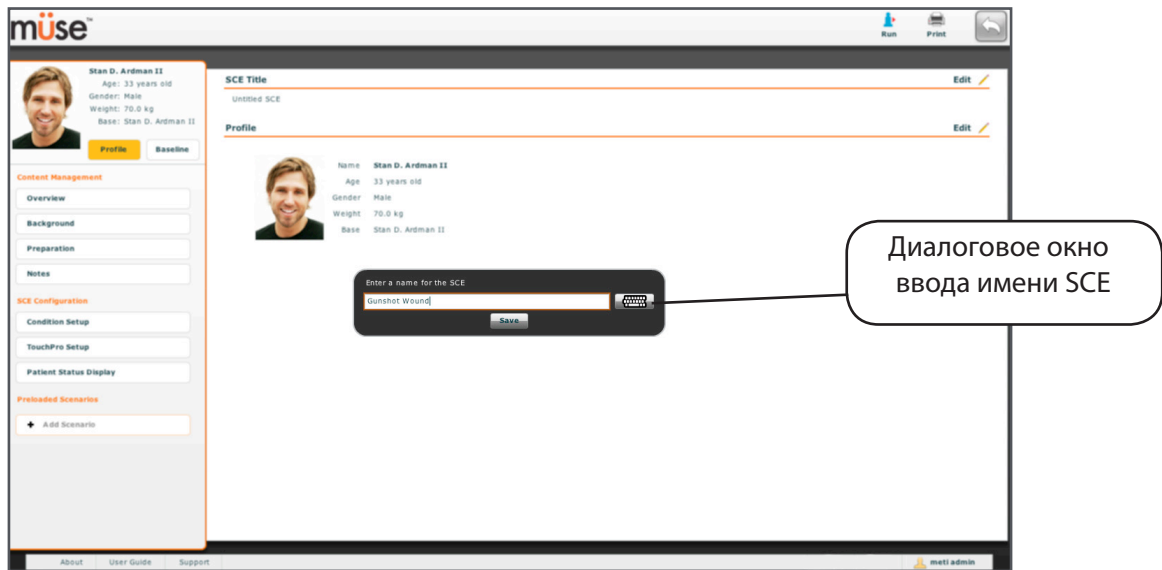 müse™
Run
Print
Stan D. Ardman II
Age: 33 years old
Gender: Male
Weight: 70.0 kg
Base: Stan D. Ardman II
Profile
Baseline
Content Management
Overview
Background
Preparation
Notes
SCE Configuration
Condition Setup
TouchPro Setup
Patient Status Display
Preloaded Scenarios
+ Add Scenario
SCE Title
Edit
Untitled SCE
Profile
Edit
Name Stan D. Ardman II
Age 33 years old
Gender Male
Weight 70.0 kg
Base Stan D. Ardman II
Enter a name for the SCE
Gunshot Wound
Save
Диалоговое окно
ввода имени SCE
About User Guide Support
meti admin